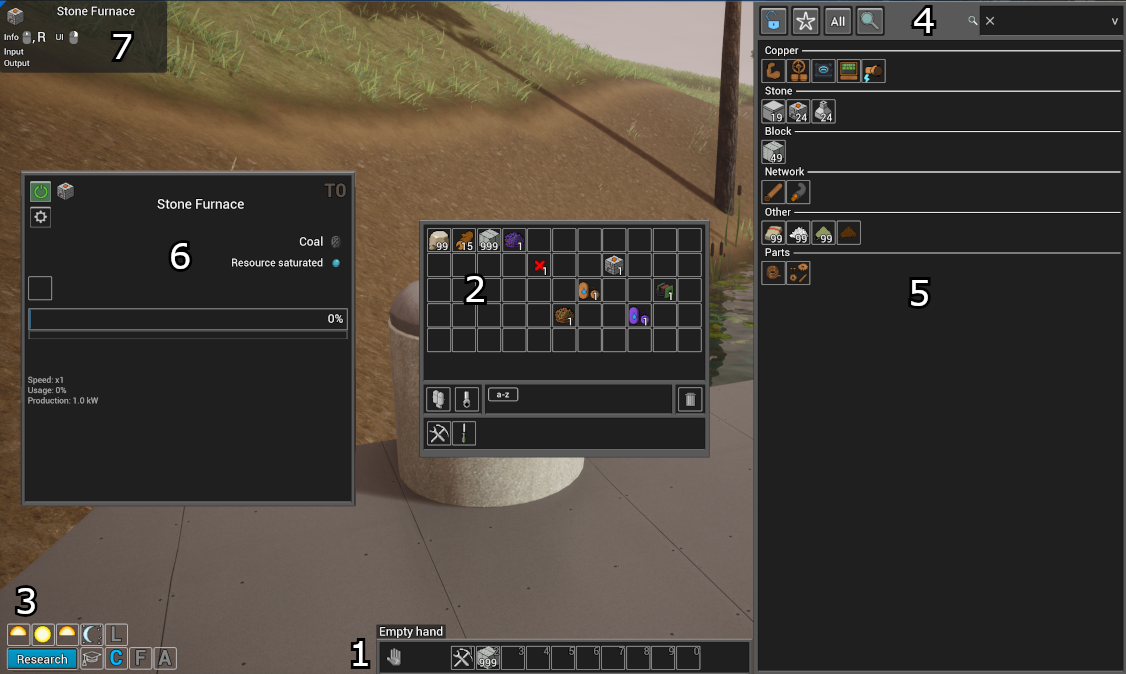 Stone Furnace
Info , R UI
Input
Output
7
All
4
v
Copper
Stone
19 24 24
Block
49
Network
Other
99 99 99
Parts
5
T0
Stone Furnace
Coal
Resource saturated
6
0%
Speed: x1
Usage: 0%
Production: 1.0 kW
99 15 999 1
1 1
2
1 1
1 1
a-z
3
L
Research C F A
1
Empty hand
999 3 4 5 6 7 8 9 0